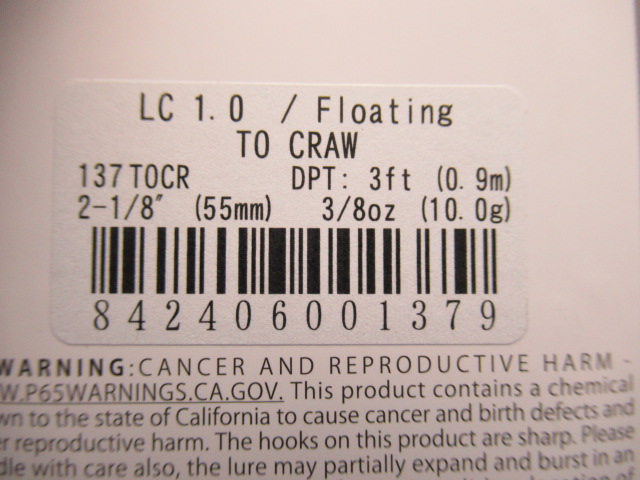 LC 1.0 / Floating
TO CRAW
137TOCR DPT: 3ft (0.9m)
2-1/8" (55mm) 3/8oz (10.0g)
842406001379
WARNING:CANCER AND REPRODUCTIVE HARM -
W.P65WARNINGS.CA.GOV. This product contains a chemical
wn to the state of California to cause cancer and birth defects and
r reproductive harm. The hooks on this product are sharp. Please
dle with care also, the lure may partially expand and burst in an